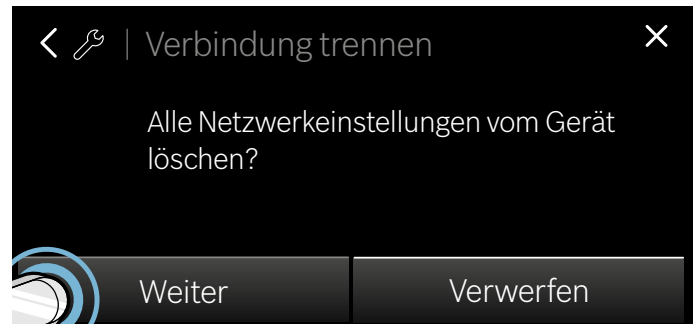 Verbindung trennen
Alle Netzwerkeinstellungen vom Gerät
löschen?
Weiter
Verwerfen